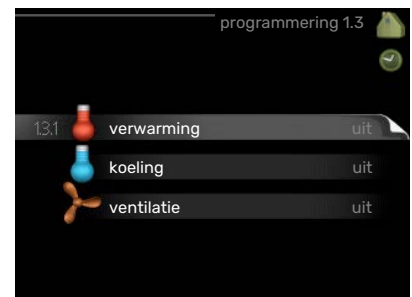 programmering 1.3
1.3.1 verwarming uit
koeling uit
ventilatie uit